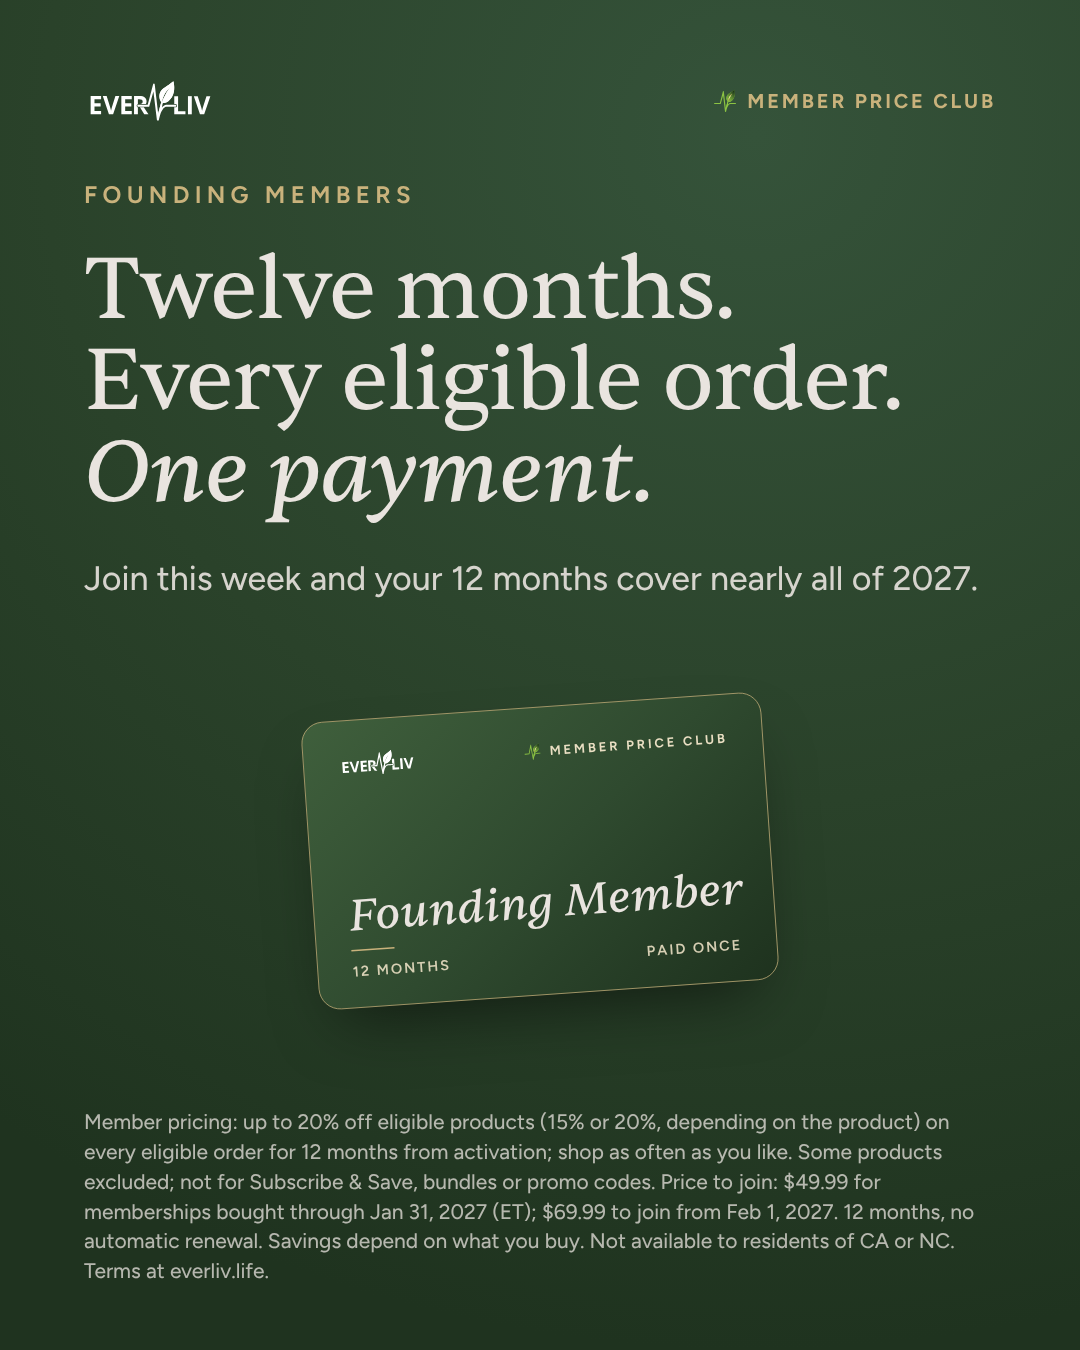 EVERLIV
MEMBER PRICE CLUB
FOUNDING MEMBERS
Twelve months.
Every eligible order.
One payment.
Join this week and your 12 months cover nearly all of 2027.
EVERLIV
MEMBER PRICE CLUB
Founding Member
12 MONTHS
PAID ONCE
Member pricing: up to 20% off eligible products (15% or 20%, depending on the product) on
every eligible order for 12 months from activation; shop as often as you like. Some products
excluded; not for Subscribe & Save, bundles or promo codes. Price to join: $49.99 for
memberships bought through Jan 31, 2027 (ET); $69.99 to join from Feb 1, 2027. 12 months, no
automatic renewal. Savings depend on what you buy. Not available to residents of CA or NC.
Terms at everliv.life.